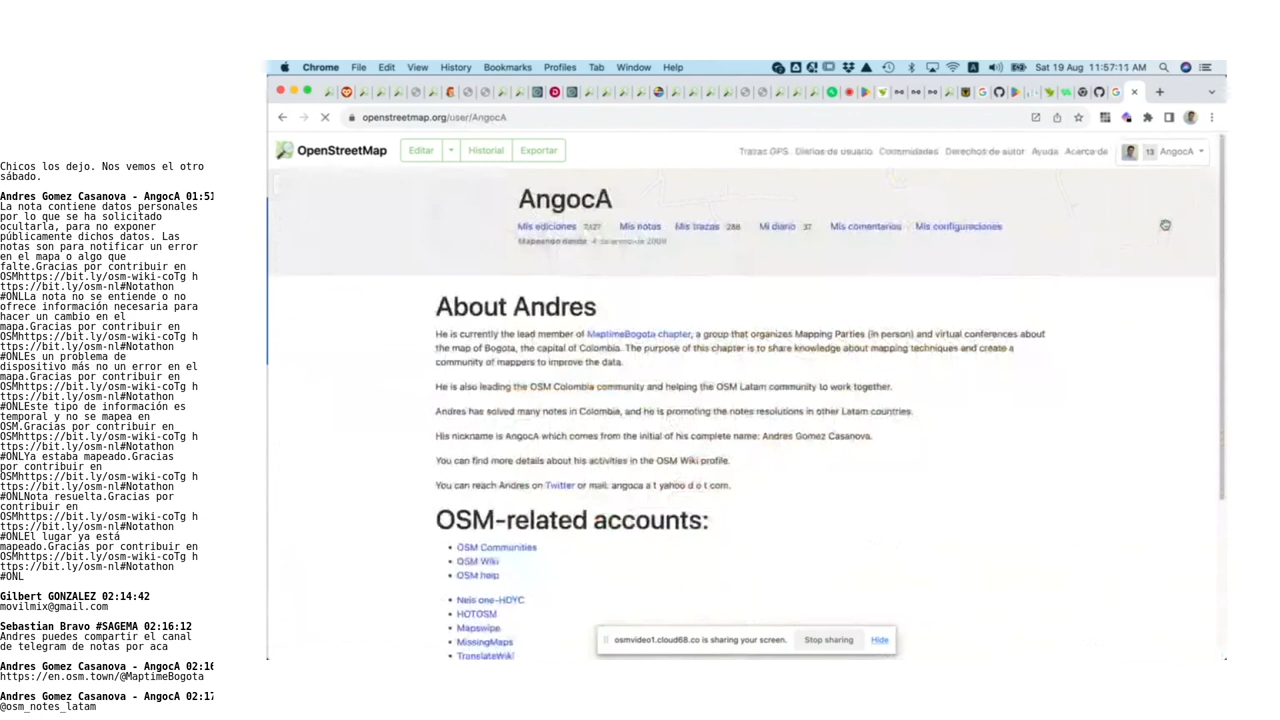 Chicos los dejo. Nos vemos el otro
sábado.
Andres Gomez Casanova - AngocA 01:51
La nota contiene datos personales
por lo que se ha solicitado
ocultarla, para no exponer
públicamente dichos datos. Las
notas son para notificar un error
en el mapa o algo que
falte.Gracias por contribuir en
OSMhttps://bit.ly/osm-wiki-coTg h
ttps://bit.ly/osm-nl#Notathon
#ONLLa nota no se entiende o no
ofrece información necesaria para
hacer un cambio en el
mapa.Gracias por contribuir en
OSMhttps://bit.ly/osm-wiki-coTg h
ttps://bit.ly/osm-nl#Notathon
#ONLEs un problema de
dispositivo más no un error en el
mapa.Gracias por contribuir en
OSMhttps://bit.ly/osm-wiki-coTg h
ttps://bit.ly/osm-nl#Notathon
#ONLEste tipo de información es
temporal y no se mapea en
OSM.Gracias por contribuir en
OSMhttps://bit.ly/osm-wiki-coTg h
ttps://bit.ly/osm-nl#Notathon
#ONLYa estaba mapeado.Gracias
por contribuir en
OSMhttps://bit.ly/osm-wiki-coTg h
ttps://bit.ly/osm-nl#Notathon
#ONLNota resuelta.Gracias por
contribuir en
OSMhttps://bit.ly/osm-wiki-coTg h
ttps://bit.ly/osm-nl#Notathon
#ONLEl lugar ya está
mapeado.Gracias por contribuir en
OSMhttps://bit.ly/osm-wiki-coTg h
ttps://bit.ly/osm-nl#Notathon
#ONL
Gilbert GONZALEZ 02:14:42
movilmix@gmail.com
Sebastian Bravo #SAGEMA 02:16:12
Andres puedes compartir el canal
de telegram de notas por aca
Andres Gomez Casanova - AngocA 02:16
https://en.osm.town/@MaptimeBogota
Andres Gomez Casanova - AngocA 02:17
@osm_notes_latam
Chrome File Edit View History Bookmarks Profiles Tab Window Help Sat 19 Aug 11:57:11 AM
openstreetmap.org/user/AngocA
OpenStreetMap Editar Historial Exportar Trazas GPS Diarios de usuario Comunidades Derechos de autor Ayuda Acerca de 13 AngocA
AngocA
Mis ediciones 7,127 Mis notas Mis trazas 286 Mi diario 37 Mis comentarios Mis configuraciones
Mapeando desde
About Andres
He is currently the lead member of MaptimeBogota chapter, a group that organizes Mapping Parties (in person) and virtual conferences about
the map of Bogota, the capital of Colombia. The purpose of this chapter is to share knowledge about mapping techniques and create a
community of mappers to improve the data.
He is also leading the OSM Colombia community and helping the OSM Latam community to work together.
Andres has solved many notes in Colombia, and he is promoting the notes resolutions in other Latam countries.
His nickname is AngocA which comes from the initial of his complete name: Andres Gomez Casanova.
You can find more details about his activities in the OSM Wiki profile.
You can reach Andres on Twitter or mail: angoca a t yahoo d o t com.
OSM-related accounts:
OSM Communities
OSM Wiki
OSM help
Neis one-HDYC
HOTOSM
Mapswipe
MissingMaps
TranslateWiki
osmvideo1.cloud68.co is sharing your screen. Stop sharing Hide